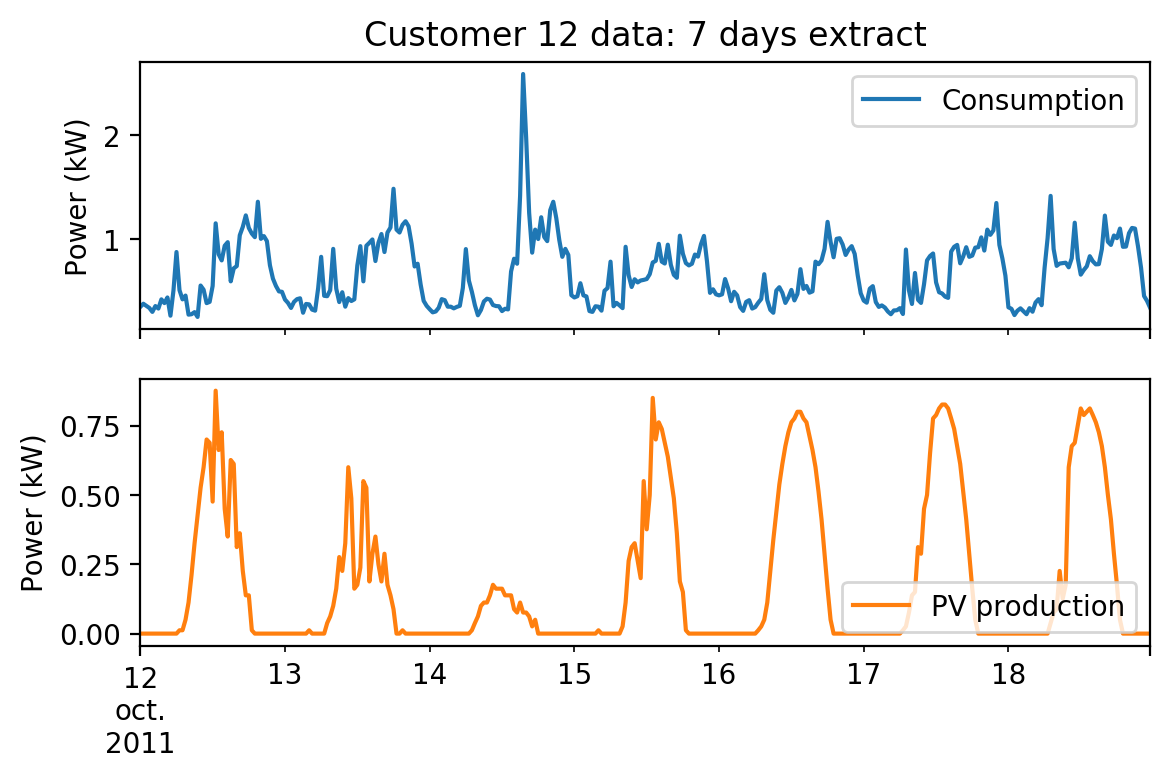 Customer 12 data: 7 days extract
Power (kW)
2
1
Consumption
Power (kW)
0.75
0.50
0.25
0.00
PV production
12 13 14 15 16 17 18
oct.
2011